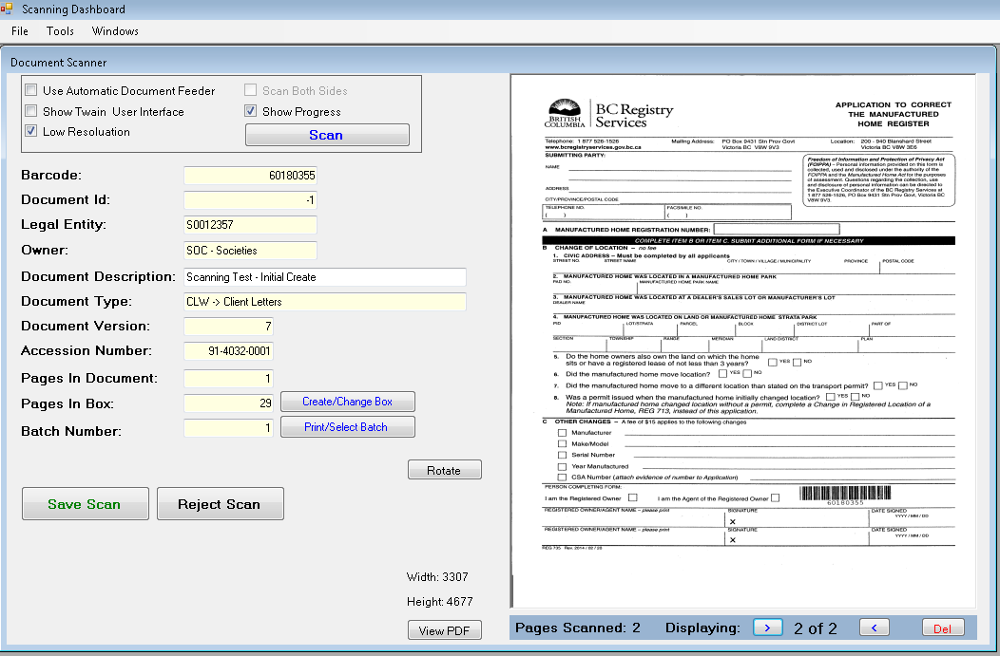 Scanning Dashboard
File Tools Windows
Document Scanner
Use Automatic Document Feeder
Scan Both Sides
Show Twain User Interface
Show Progress
Low Resoluation
Scan
Barcode: 60180355
Document Id: -1
Legal Entity: S0012357
Owner: SOC - Societies
Document Description: Scanning Test - Initial Create
Document Type: CLW -> Client Letters
Document Version: 7
Accession Number: 91-4032-0001
Pages In Document: 1
Pages In Box: 29 Create/Change Box
Batch Number: 1 Print/Select Batch
Rotate
Save Scan Reject Scan
Width: 3307
Height: 4677
View PDF
BRITISH COLUMBIA
BC Registry
Services
APPLICATION TO CORRECT
THE MANUFACTURED
HOME REGISTER
Telephone: 1 877 526-1526 Mailing Address: PO Box 9431 Stn Prov Govt Location: 200 - 940 Blanshard Street
www.bcregistryservices.gov.bc.ca Victoria BC V8W 9V3 Victoria BC V8W 3E6
SUBMITTING PARTY:
NAME
ADDRESS
CITY/PROVINCE/POSTAL CODE
TELEPHONE NO. FACSIMILE NO.
( ) ( )
Freedom of Information and Protection of Privacy Act
(FOIPPA) – Personal information provided on this form is
collected, used and disclosed under the authority of the
FOIPPA and the Manufactured Home Act for the purposes
of assessment. Questions regarding the collection, use
and disclosure of personal information can be directed to
the Executive Coordinator of the BC Registry Services at
1 877 526-1526, PO Box 9431 Stn Prov Govt, Victoria BC
V8W 9V3.
A MANUFACTURED HOME REGISTRATION NUMBER:
COMPLETE ITEM B OR ITEM C. SUBMIT ADDITIONAL FORM IF NECESSARY
B CHANGE OF LOCATION – no fee
1. CIVIC ADDRESS – Must be completed by all applicants
STREET NO. STREET NAME CITY / TOWN / VILLAGE / MUNICIPALITY PROVINCE POSTAL CODE
2. MANUFACTURED HOME WAS LOCATED IN A MANUFACTURED HOME PARK
PAD NO. MANUFACTURED HOME PARK NAME
3. MANUFACTURED HOME WAS LOCATED AT A DEALER'S SALES LOT OR MANUFACTURER'S LOT
DEALER NAME
4. MANUFACTURED HOME WAS LOCATED ON LAND OR MANUFACTURED HOME STRATA PARK
PID LOT/STRATA PARCEL BLOCK DISTRICT LOT PART OF
SECTION TOWNSHIP RANGE MERIDIAN LAND DISTRICT PLAN
5. Do the home owners also own the land on which the home
sits or have a registered lease of not less than 3 years? YES NO
6. Did the manufactured home move location? YES NO
7. Did the manufactured home move to a different location than stated on the transport permit? YES NO
8. Was a permit issued when the manufactured home initially changed location? YES NO
Note: If manufactured home changed location without a permit, complete a Change in Registered Location of a
Manufactured Home, REG 713, instead of this application.
C OTHER CHANGES – A fee of $15 applies to the following changes
Manufacturer
Make/Model
Serial Number
Year Manufactured
CSA Number (attach evidence of number to Application)
PERSON COMPLETING FORM:
I am the Registered Owner I am the Agent of the Registered Owner
60180355
REGISTERED OWNER/AGENT NAME – please print SIGNATURE DATE SIGNED
X YYYY / MM / DD
REGISTERED OWNER/AGENT NAME – please print SIGNATURE DATE SIGNED
X YYYY / MM / DD
REG 735 Rev. 2014 / 02 / 20
Pages Scanned: 2 Displaying: > 2 of 2 < Del